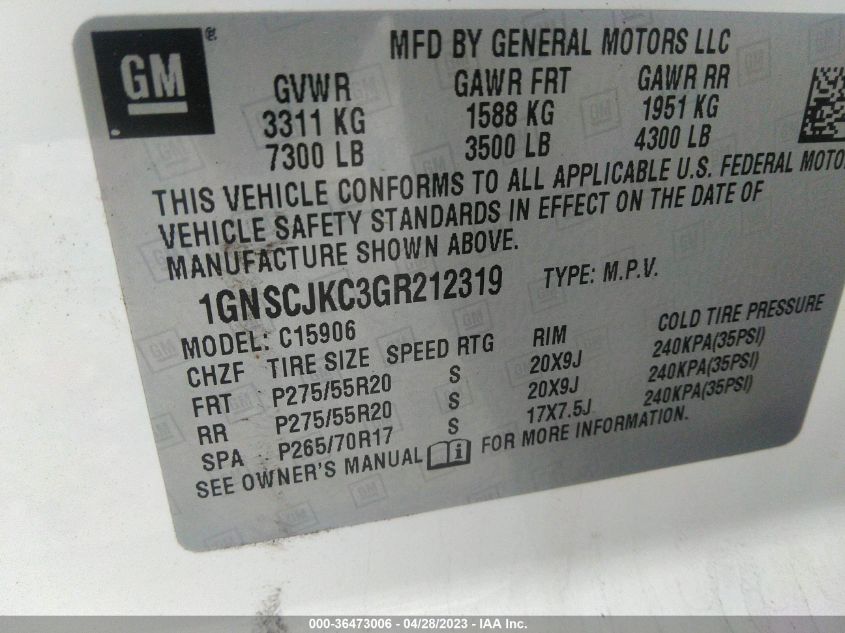 GM
®
MFD BY GENERAL MOTORS LLC
GVWR GAWR FRT GAWR RR
3311 KG 1588 KG 1951 KG
7300 LB 3500 LB 4300 LB
THIS VEHICLE CONFORMS TO ALL APPLICABLE U.S. FEDERAL MOTO
VEHICLE SAFETY STANDARDS IN EFFECT ON THE DATE OF
MANUFACTURE SHOWN ABOVE.
1GNSCJKC3GR212319 TYPE: M.P.V.
MODEL: C15906
CHZF TIRE SIZE SPEED RTG RIM COLD TIRE PRESSURE
FRT P275/55R20 S 20X9J 240KPA(35PSI)
RR P275/55R20 S 20X9J 240KPA(35PSI)
SPA P265/70R17 S 17X7.5J 240KPA(35PSI)
SEE OWNER'S MANUAL i FOR MORE INFORMATION.
000-36473006 - 04/28/2023 - IAA Inc.